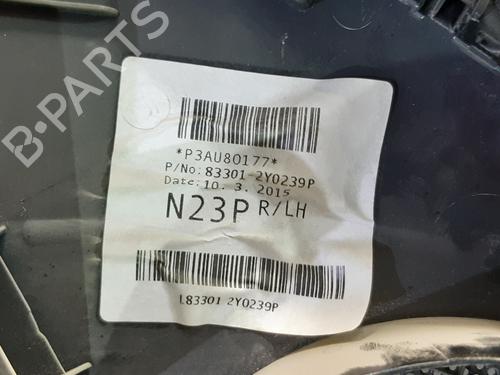 B-PARTS
*P3AU80177*
P/No: 83301-2Y0239P
Date: 10. 3. 2015
N23P R/LH
L83301 2Y0239P